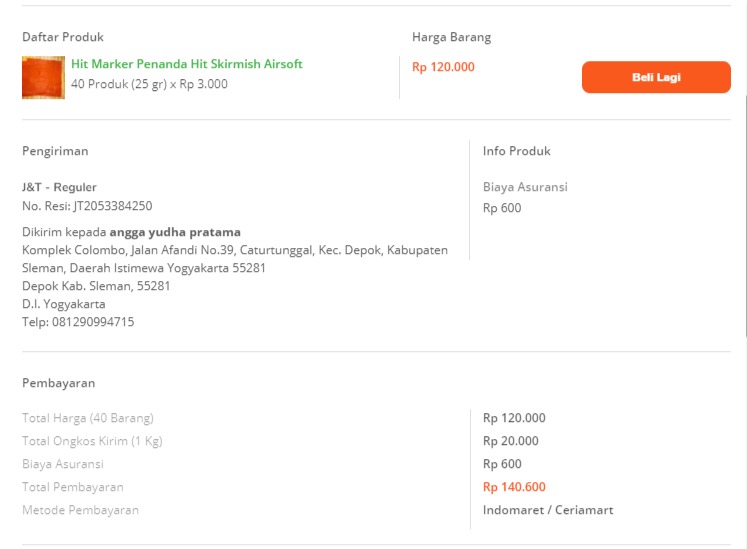 Daftar Produk
Harga Barang
Hit Marker Penanda Hit Skirmish Airsoft
40 Produk (25 gr) x Rp 3.000
Rp 120.000
Beli Lagi
Pengiriman
Info Produk
J&T - Reguler
No. Resi: JT2053384250
Biaya Asuransi
Rp 600
Dikirim kepada angga yudha pratama
Komplek Colombo, Jalan Afandi No.39, Caturtunggal, Kec. Depok, Kabupaten
Sleman, Daerah Istimewa Yogyakarta 55281
Depok Kab. Sleman, 55281
D.I. Yogyakarta
Telp: 081290994715
Pembayaran
Total Harga (40 Barang) Rp 120.000
Total Ongkos Kirim (1 Kg) Rp 20.000
Biaya Asuransi Rp 600
Total Pembayaran Rp 140.600
Metode Pembayaran Indomaret / Ceriamart